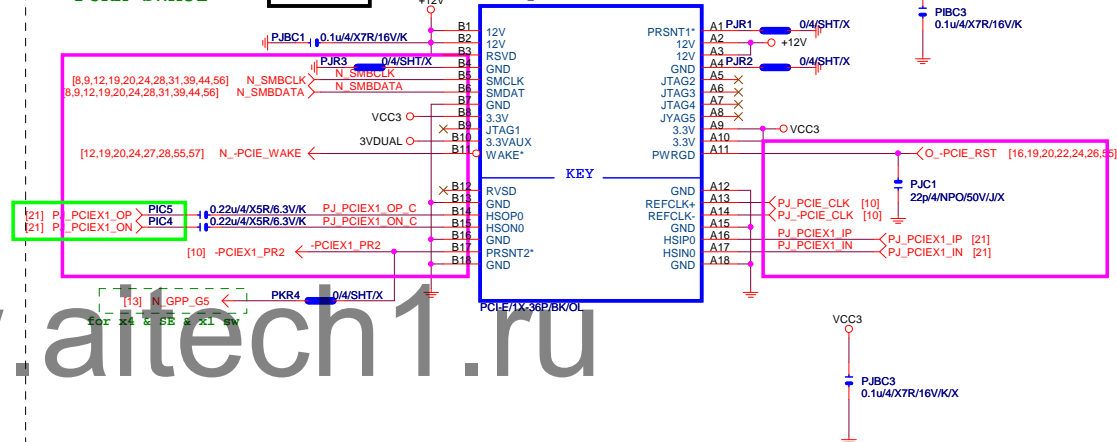 +12V
PIBC3
0.1u/4/X7R/16V/K
PJBC1 0.1u/4/X7R/16V/K
PJR3 0/4/SHT/X
[8,9,12,19,20,24,28,31,39,44,56] N_SMBCLK N_SMBCLK
[8,9,12,19,20,24,28,31,39,44,56] N_SMBDATA N_SMBDATA
VCC3
3VDUAL
[12,19,20,24,27,28,55,57] N_-PCIE_WAKE
[21] PJ_PCIEX1_OP PIC5 0.22u/4/X5R/6.3V/K PJ_PCIEX1_OP_C
[21] PJ_PCIEX1_ON PIC4 0.22u/4/X5R/6.3V/K PJ_PCIEX1_ON_C
[10] -PCIEX1_PR2 -PCIEX1_PR2
[13] N_GPP_G5 PKR4 0/4/SHT/X
for x4 & SE & x1 sw
B1 12V
B2 12V
B3 RSVD
B4 GND
B5 SMCLK
B6 SMDAT
B7 GND
B8 3.3V
B9 JTAG1
B10 3.3VAUX
B11 WAKE*
KEY
B12 RVSD
B13 GND
B14 HSOP0
B15 HSON0
B16 GND
B17 PRSNT2*
B18 GND
PRSNT1* A1 PJR1 0/4/SHT/X
12V A2 +12V
12V A3
GND A4 PJR2 0/4/SHT/X
JTAG2 A5
JTAG3 A6
JTAG4 A7
JYAG5 A8
3.3V A9 VCC3
3.3V A10
PWRGD A11 O_-PCIE_RST [16,19,20,22,24,26,55]
PJC1
22p/4/NPO/50V/J/X
GND A12
REFCLK+ A13 PJ_PCIE_CLK [10]
REFCLK- A14 PJ_-PCIE_CLK [10]
GND A15
HSIP0 A16 PJ_PCIEX1_IP PJ_PCIEX1_IP [21]
HSIN0 A17 PJ_PCIEX1_IN PJ_PCIEX1_IN [21]
GND A18
PCI-E/1X-36P/BK/OL
.aitech1.ru
VCC3
PJBC3
0.1u/4/X7R/16V/K/X